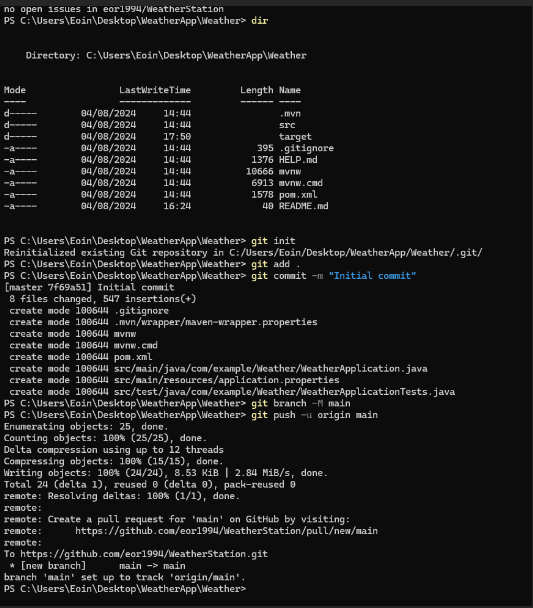 no open issues in eor1994/WeatherStation
PS C:\Users\Eoin\Desktop\WeatherApp\Weather> dir
Directory: C:\Users\Eoin\Desktop\WeatherApp\Weather
Mode                 LastWriteTime         Length Name
----                 -------------         ------ ----
d-----        04/08/2024     14:44                .mvn
d-----        04/08/2024     14:44                src
d-----        04/08/2024     17:50                target
-a----        04/08/2024     14:44            395 .gitignore
-a----        04/08/2024     14:44           1376 HELP.md
-a----        04/08/2024     14:44          10666 mvnw
-a----        04/08/2024     14:44           6913 mvnw.cmd
-a----        04/08/2024     14:44           1578 pom.xml
-a----        04/08/2024     16:24             40 README.md
PS C:\Users\Eoin\Desktop\WeatherApp\Weather> git init
Reinitialized existing Git repository in C:/Users/Eoin/Desktop/WeatherApp/Weather/.git/
PS C:\Users\Eoin\Desktop\WeatherApp\Weather> git add .
PS C:\Users\Eoin\Desktop\WeatherApp\Weather> git commit -m "Initial commit"
[master 7f69a51] Initial commit
 8 files changed, 547 insertions(+)
 create mode 100644 .gitignore
 create mode 100644 .mvn/wrapper/maven-wrapper.properties
 create mode 100644 mvnw
 create mode 100644 mvnw.cmd
 create mode 100644 pom.xml
 create mode 100644 src/main/java/com/example/Weather/WeatherApplication.java
 create mode 100644 src/main/resources/application.properties
 create mode 100644 src/test/java/com/example/Weather/WeatherApplicationTests.java
PS C:\Users\Eoin\Desktop\WeatherApp\Weather> git branch -M main
PS C:\Users\Eoin\Desktop\WeatherApp\Weather> git push -u origin main
Enumerating objects: 25, done.
Counting objects: 100% (25/25), done.
Delta compression using up to 12 threads
Compressing objects: 100% (15/15), done.
Writing objects: 100% (24/24), 8.53 KiB | 2.84 MiB/s, done.
Total 24 (delta 1), reused 0 (delta 0), pack-reused 0
remote: Resolving deltas: 100% (1/1), done.
remote:
remote: Create a pull request for 'main' on GitHub by visiting:
remote:      https://github.com/eor1994/WeatherStation/pull/new/main
remote:
To https://github.com/eor1994/WeatherStation.git
 * [new branch]      main -> main
branch 'main' set up to track 'origin/main'.
PS C:\Users\Eoin\Desktop\WeatherApp\Weather>